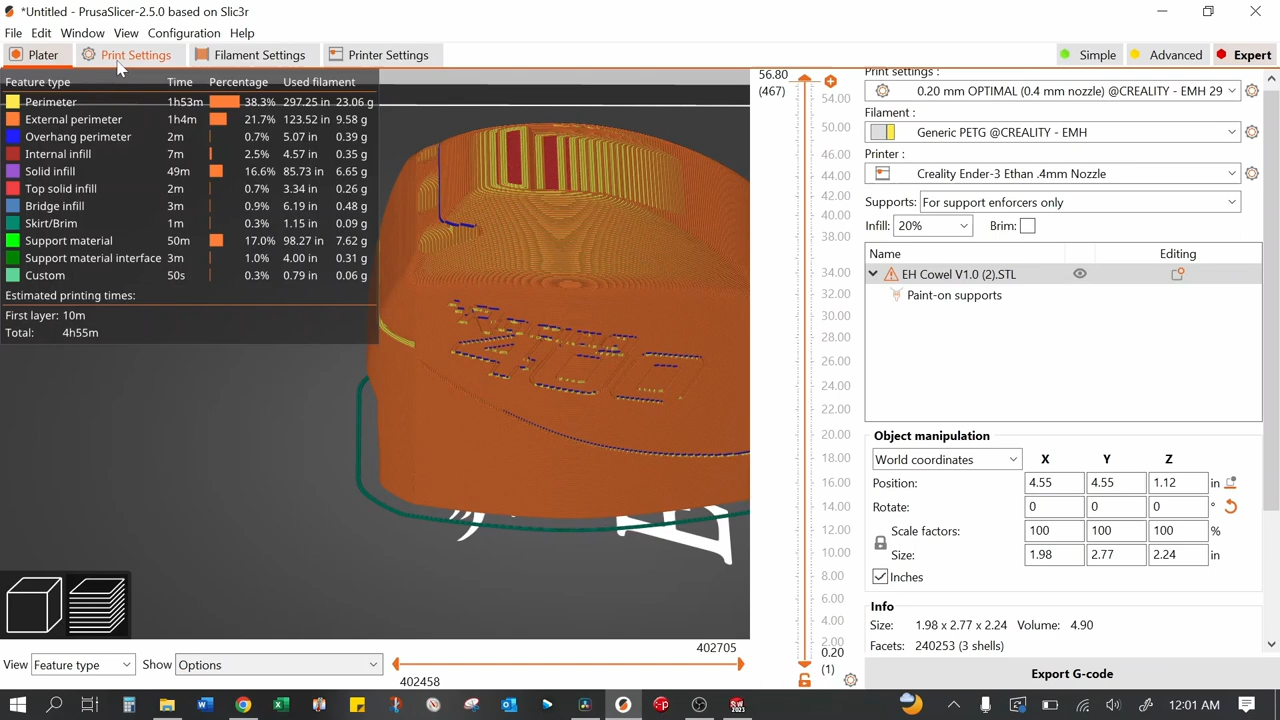 *Untitled - PrusaSlicer-2.5.0 based on Slic3r
File Edit Window View Configuration Help
Plater Print Settings Filament Settings Printer Settings Simple Advanced Expert
Feature type Time Percentage Used filament
Perimeter 1h53m 38.3% 297.25 in 23.06 g
External perimeter 1h4m 21.7% 123.52 in 9.58 g
Overhang perimeter 2m 0.7% 5.07 in 0.39 g
Internal infill 7m 2.5% 4.57 in 0.35 g
Solid infill 49m 16.6% 85.73 in 6.65 g
Top solid infill 2m 0.7% 3.34 in 0.26 g
Bridge infill 3m 0.9% 6.19 in 0.48 g
Skirt/Brim 1m 0.3% 1.15 in 0.09 g
Support material 50m 17.0% 98.27 in 7.62 g
Support material interface 3m 1.0% 4.00 in 0.31 g
Custom 50s 0.3% 0.79 in 0.06 g
Estimated printing times:
First layer: 10m
Total: 4h55m
56.80
(467)
54.00
50.00
46.00
44.00
42.00
40.00
38.00
34.00
32.00
30.00
28.00
26.00
24.00
22.00
20.00
18.00
16.00
14.00
12.00
10.00
8.00
6.00
4.00
2.00
0.20
(1)
Print settings :
0.20 mm OPTIMAL (0.4 mm nozzle) @CREALITY - EMH 29
Filament :
Generic PETG @CREALITY - EMH
Printer :
Creality Ender-3 Ethan .4mm Nozzle
Supports: For support enforcers only
Infill: 20% Brim:
Name Editing
EH Cowel V1.0 (2).STL
Paint-on supports
Object manipulation
World coordinates X Y Z
Position: 4.55 4.55 1.12 in
Rotate: 0 0 0 °
Scale factors: 100 100 100 %
Size: 1.98 2.77 2.24 in
Inches
Info
Size: 1.98 x 2.77 x 2.24 Volume: 4.90
Facets: 240253 (3 shells)
Export G-code
View Feature type Show Options
402705
402458
12:01 AM